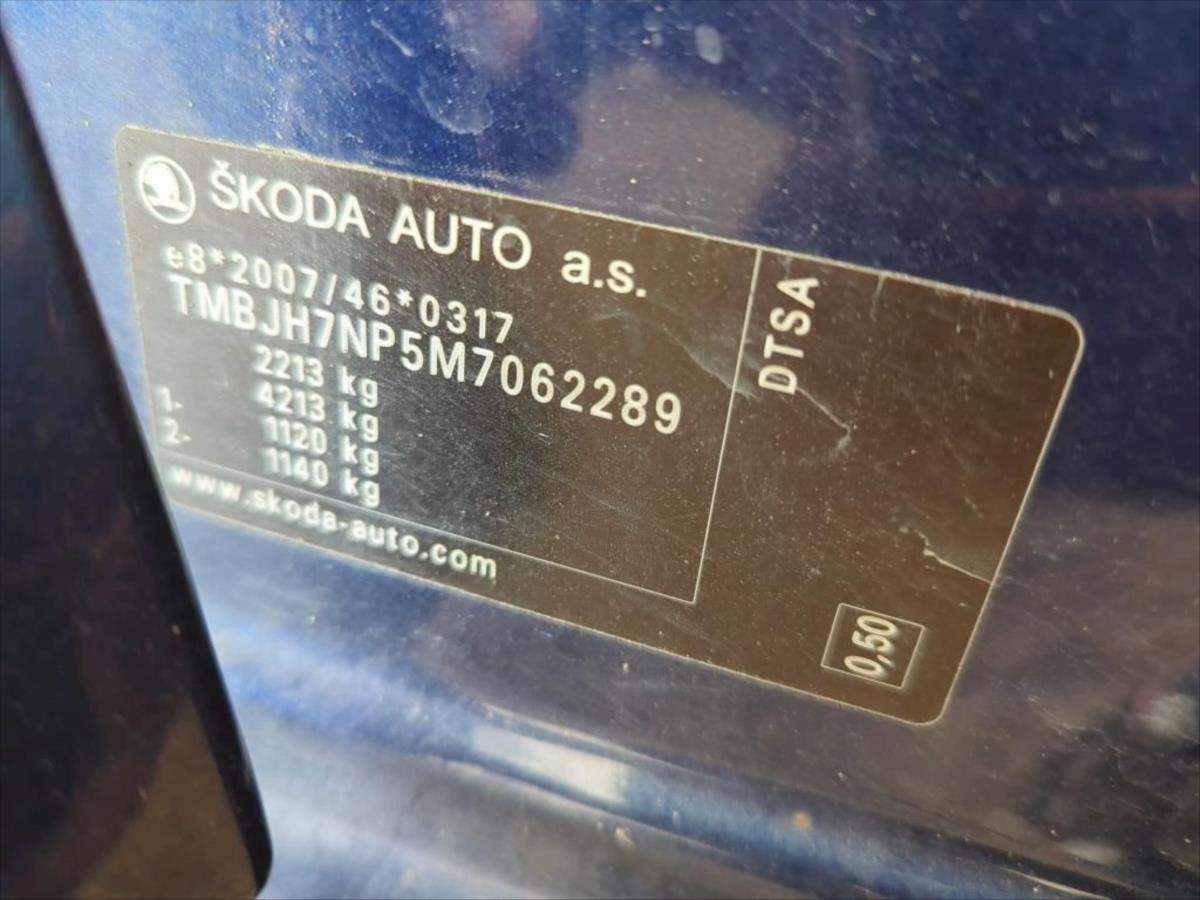 ŠKODA AUTO a.s.
e8*2007/46*0317
TMBJH7NP5M7062289
2213 kg
4213 kg
1- 1120 kg
2- 1140 kg
www.skoda-auto.com
DTSA
0,50